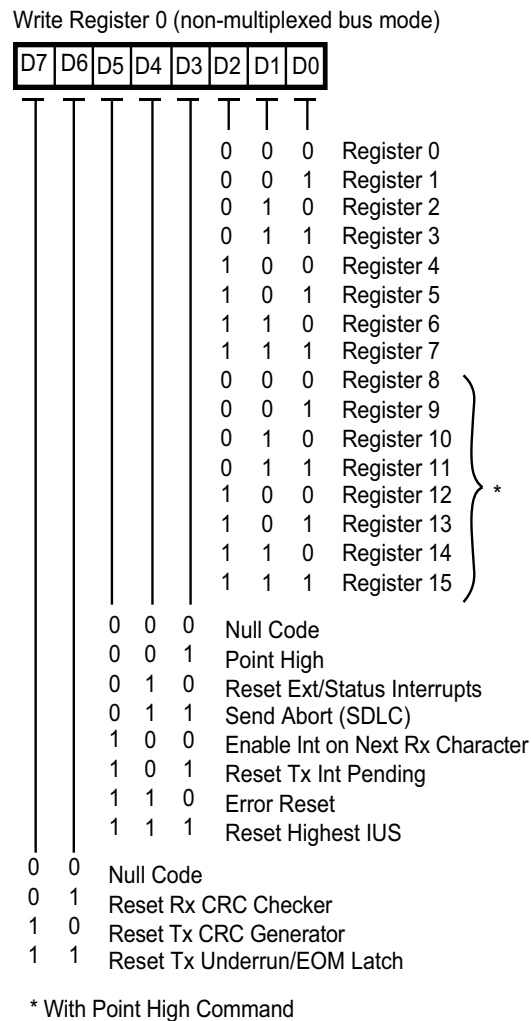 Write Register 0 (non-multiplexed bus mode)
D7 D6 D5 D4 D3 D2 D1 D0
0 0 0 Register 0
0 0 1 Register 1
0 1 0 Register 2
0 1 1 Register 3
1 0 0 Register 4
1 0 1 Register 5
1 1 0 Register 6
1 1 1 Register 7
0 0 0 Register 8
0 0 1 Register 9
0 1 0 Register 10
0 1 1 Register 11
1 0 0 Register 12 *
1 0 1 Register 13
1 1 0 Register 14
1 1 1 Register 15
0 0 0 Null Code
0 0 1 Point High
0 1 0 Reset Ext/Status Interrupts
0 1 1 Send Abort (SDLC)
1 0 0 Enable Int on Next Rx Character
1 0 1 Reset Tx Int Pending
1 1 0 Error Reset
1 1 1 Reset Highest IUS
0 0 Null Code
0 1 Reset Rx CRC Checker
1 0 Reset Tx CRC Generator
1 1 Reset Tx Underrun/EOM Latch
* With Point High Command